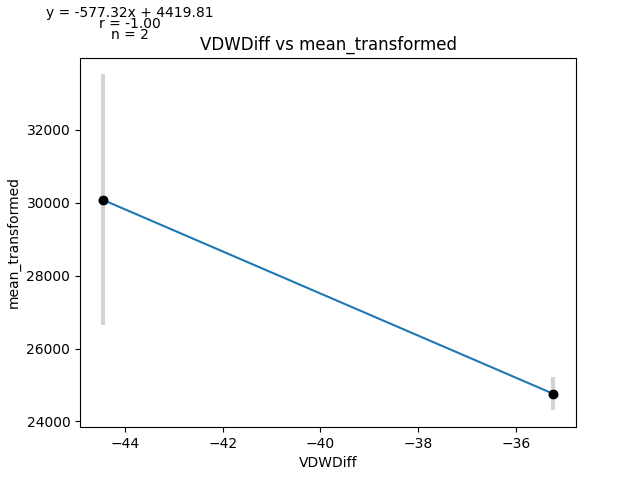 y = -577.32x + 4419.81
r = -1.00
n = 2
VDWDiff vs mean_transformed
mean_transformed
32000
30000
28000
26000
24000
−44
−42
−40
−38
−36
VDWDiff